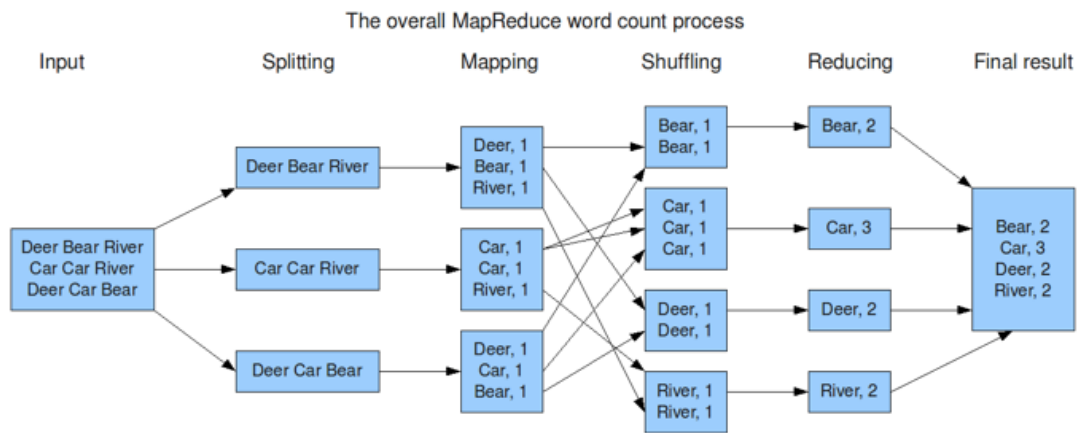 The overall MapReduce word count process
Input
Splitting
Mapping
Shuffling
Reducing
Final result
Deer Bear River
Car Car River
Deer Car Bear
Deer Bear River
Car Car River
Deer Car Bear
Deer, 1
Bear, 1
River, 1
Car, 1
Car, 1
River, 1
Deer, 1
Car, 1
Bear, 1
Bear, 1
Bear, 1
Car, 1
Car, 1
Car, 1
Deer, 1
Deer, 1
River, 1
River, 1
Bear, 2
Car, 3
Deer, 2
River, 2
Bear, 2
Car, 3
Deer, 2
River, 2